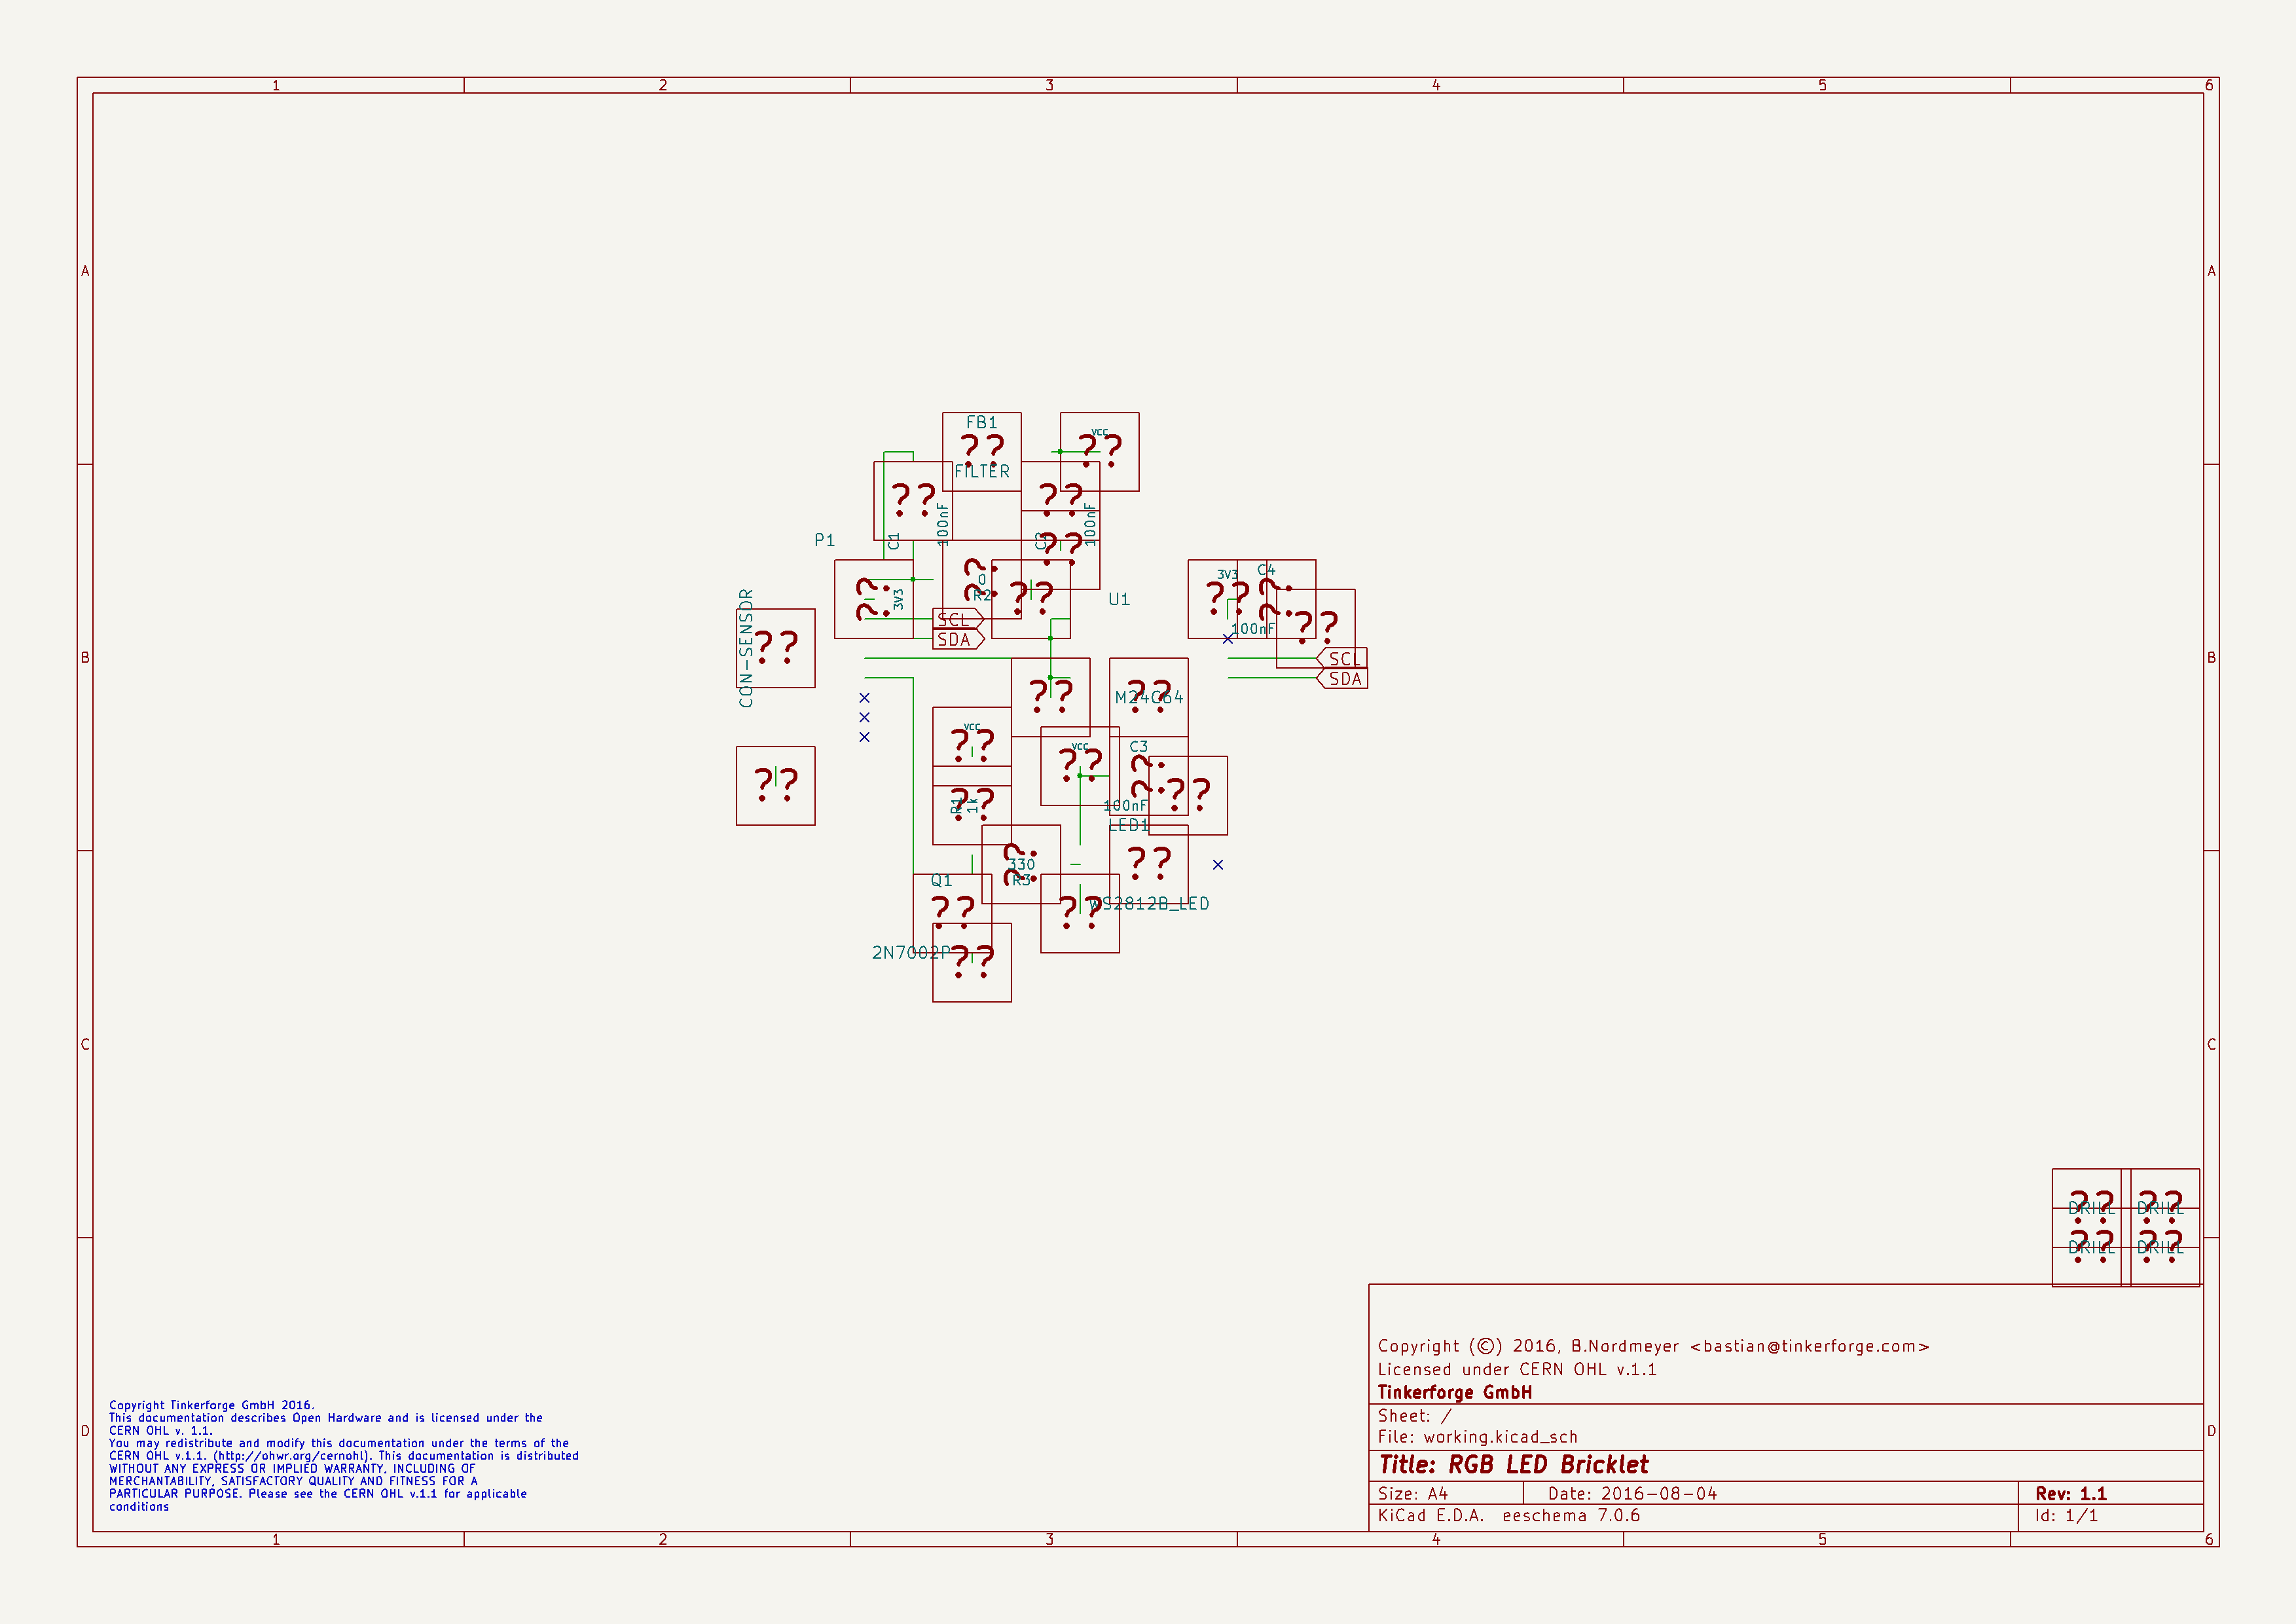 1 2 3 4 5 6
A A
FB1
VCC
?? ??
FILTER
?? ??
100nF 100nF
P1 C1 C2 ??
?? 3V3 ?? 0 ?? 3V3 ?? C4 ??
R2 U1
CON-SENSOR SCL 100nF ??
?? SDA
B B
SCL
SDA
?? M24C64 ??
VCC VCC C3
?? ?? ??
?? ?? R1 1k 100nF ??
LED1
330 ?? ??
Q1 R3
?? ?? WS2812B_LED
2N7002P ??
C C
?? ??
DRILL DRILL
?? ??
DRILL DRILL
Copyright (©) 2016, B.Nordmeyer <bastian@tinkerforge.com>
Licensed under CERN OHL v.1.1
Tinkerforge GmbH
Sheet: /
File: working.kicad_sch
Title: RGB LED Bricklet
Size: A4 Date: 2016-08-04 Rev: 1.1
KiCad E.D.A. eeschema 7.0.6 Id: 1/1
Copyright Tinkerforge GmbH 2016.
This documentation describes Open Hardware and is licensed under the
CERN OHL v. 1.1.
You may redistribute and modify this documentation under the terms of the
CERN OHL v.1.1. (http://ohwr.org/cernohl). This documentation is distributed
WITHOUT ANY EXPRESS OR IMPLIED WARRANTY, INCLUDING OF
MERCHANTABILITY, SATISFACTORY QUALITY AND FITNESS FOR A
PARTICULAR PURPOSE. Please see the CERN OHL v.1.1 for applicable
conditions
D D
1 2 3 4 5 6